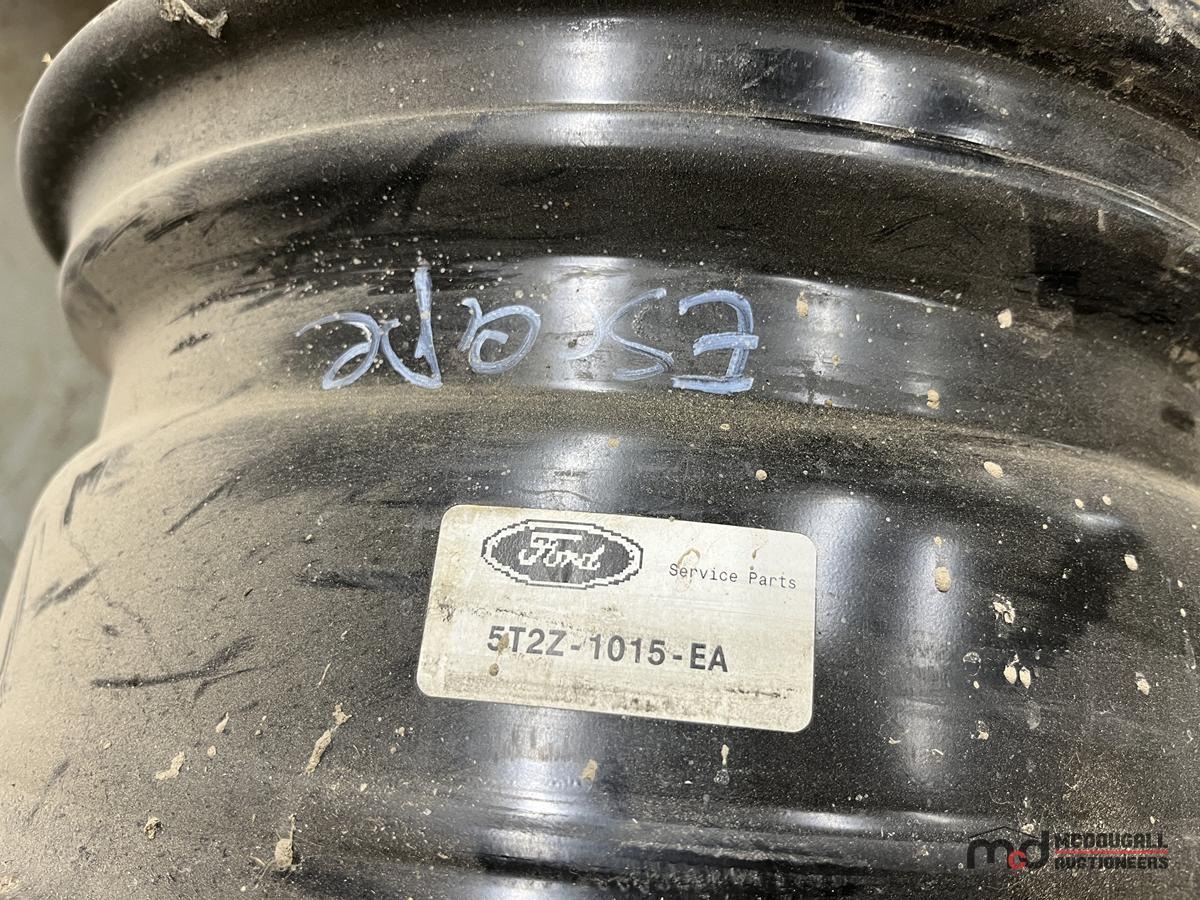 Escape
Ford
Service Parts
5T2Z-1015-EA
mcd
MCDOUGALL
AUCTIONEERS